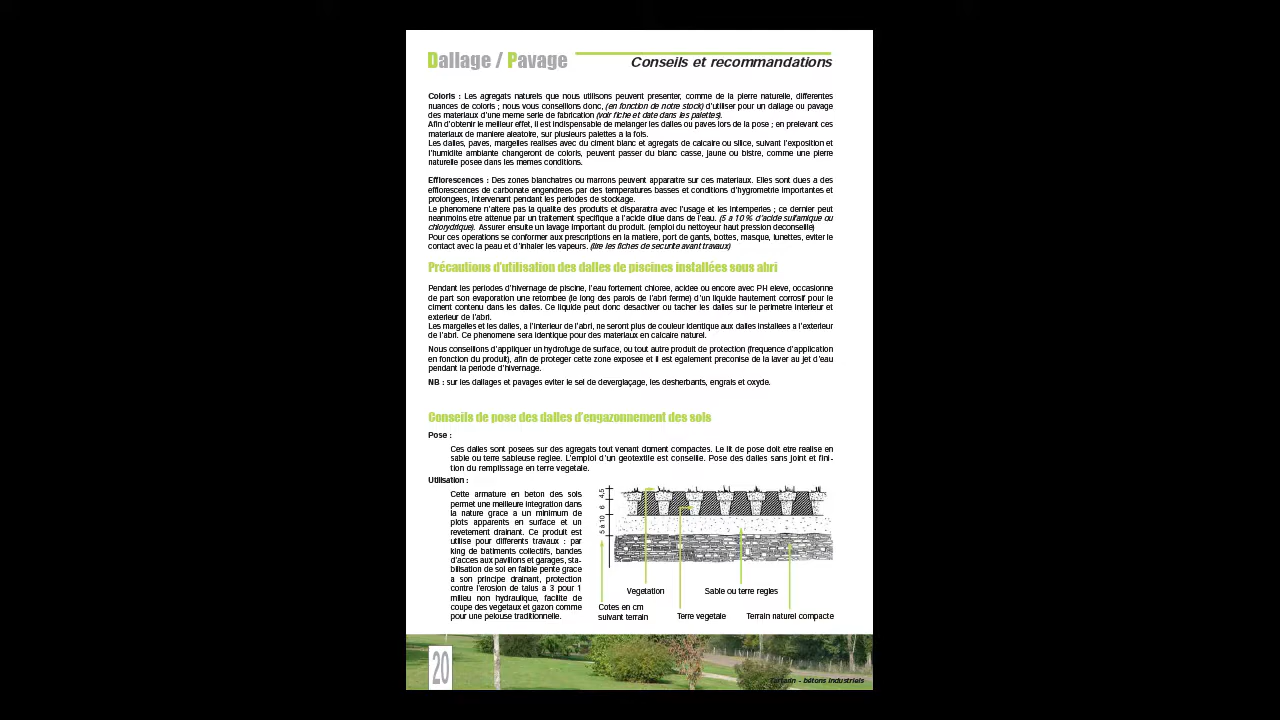 Dallage / Pavage
Conseils et recommandations
Coloris : Les agregats naturels que nous utilisons peuvent presenter, comme de la pierre naturelle, differentes
nuances de coloris ; nous vous conseillons donc, (en fonction de notre stock) d'utiliser pour un dallage ou pavage
des materiaux d'une meme serie de fabrication (voir fiche et date dans les palettes).
Afin d'obtenir le meilleur effet, il est indispensable de melanger les dalles ou paves lors de la pose ; en prelevant ces
materiaux de maniere aleatoire, sur plusieurs palettes a la fois.
Les dalles, paves, margelles realises avec du ciment blanc et agregats de calcaire ou silice, suivant l'exposition et
l'humidite ambiante changeront de coloris, peuvent passer du blanc casse, jaune ou bistre, comme une pierre
naturelle posee dans les memes conditions.
Efflorescences : Des zones blanchatres ou marrons peuvent apparaitre sur ces materiaux. Elles sont dues a des
efflorescences de carbonate engendrees par des temperatures basses et conditions d'hygrometrie importantes et
prolongees, intervenant pendant les periodes de stockage.
Le phenomene n'altere pas la qualite des produits et disparaitra avec l'usage et les intemperies ; ce dernier peut
neanmoins etre attenue par un traitement specifique a l'acide dilue dans de l'eau. (5 a 10 % d'acide sulfamique ou
chlorydrique). Assurer ensuite un lavage important du produit. (emploi du nettoyeur haut pression deconseille)
Pour ces operations se conformer aux prescriptions en la matiere, port de gants, bottes, masque, lunettes, eviter le
contact avec la peau et d'inhaler les vapeurs. (lire les fiches de securite avant travaux)
Précautions d'utilisation des dalles de piscines installées sous abri
Pendant les periodes d'hivernage de piscine, l'eau fortement chloree, acidee ou encore avec PH eleve, occasionne
de part son evaporation une retombee (le long des parois de l'abri ferme) d'un liquide hautement corrosif pour le
ciment contenu dans les dalles. Ce liquide peut donc desactiver ou tacher les dalles sur le perimetre interieur et
exterieur de l'abri.
Les margelles et les dalles, a l'interieur de l'abri, ne seront plus de couleur identique aux dalles installees a l'exterieur
de l'abri. Ce phenomene sera identique pour des materiaux en calcaire naturel.
Nous conseillons d'appliquer un hydrofuge de surface, ou tout autre produit de protection (frequence d'application
en fonction du produit), afin de proteger cette zone exposee et il est egalement preconise de la laver au jet d'eau
pendant la periode d'hivernage.
NB : sur les dallages et pavages eviter le sel de deverglaçage, les desherbants, engrais et oxyde.
Conseils de pose des dalles d'engazonnement des sols
Pose :
Ces dalles sont posees sur des agregats tout venant dument compactes. Le lit de pose doit etre realise en
sable ou terre sableuse reglee. L'emploi d'un geotextile est conseille. Pose des dalles sans joint et fini-
tion du remplissage en terre vegetale.
Utilisation :
Cette armature en beton des sols
permet une meilleure integration dans
la nature grace a un minimum de
plots apparents en surface et un
revetement drainant. Ce produit est
utilise pour differents travaux : par
king de batiments collectifs, bandes
d'acces aux pavillons et garages, sta-
bilisation de sol en faible pente grace
a son principe drainant, protection
contre l'erosion de talus a 3 pour 1
milieu non hydraulique, facilite de
coupe des vegetaux et gazon comme
pour une pelouse traditionnelle.
4,5
6
5 à 10
Vegetation
Sable ou terre regles
Cotes en cm
suivant terrain
Terre vegetale
Terrain naturel compacte
20
- bétons industriels